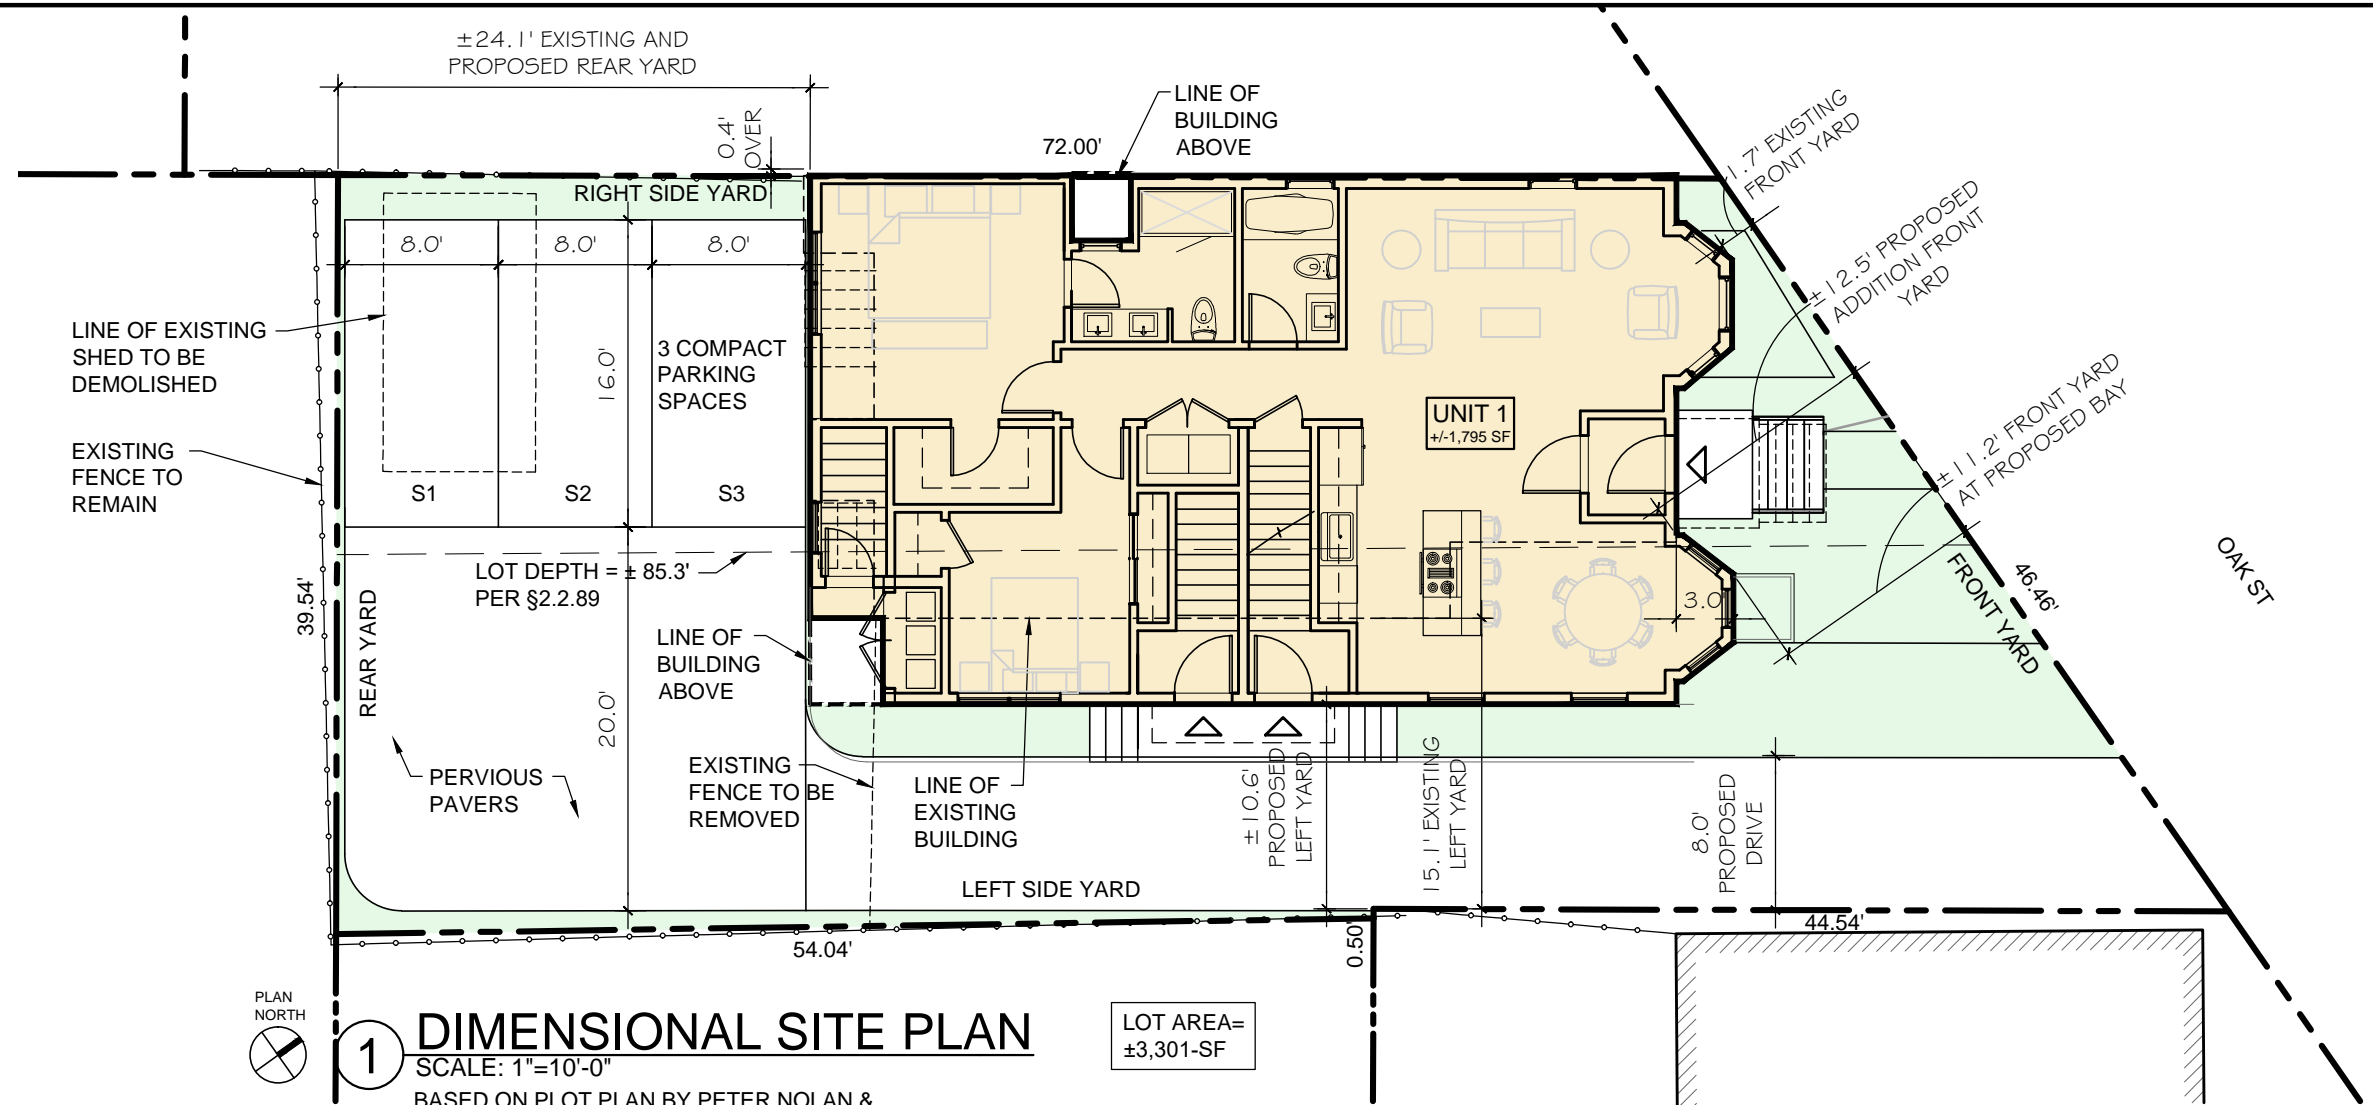 ±24.1' EXISTING AND
PROPOSED REAR YARD
0.4'
OVER
72.00'
LINE OF
BUILDING
ABOVE
1.7' EXISTING
FRONT YARD
±12.5' PROPOSED
ADDITION FRONT
YARD
±11.2' FRONT YARD
AT PROPOSED BAY
RIGHT SIDE YARD
8.0'
8.0'
8.0'
LINE OF EXISTING
SHED TO BE
DEMOLISHED
16.0'
3 COMPACT
PARKING
SPACES
EXISTING
FENCE TO
REMAIN
S1
S2
S3
UNIT 1
+/-1,795 SF
LOT DEPTH = ± 85.3'
PER §2.2.89
39.54'
REAR YARD
LINE OF
BUILDING
ABOVE
3.0'
FRONT YARD
46.46'
OAK ST
20.0'
PERVIOUS
PAVERS
EXISTING
FENCE TO BE
REMOVED
LINE OF
EXISTING
BUILDING
±10.6'
PROPOSED
LEFT YARD
15.1' EXISTING
LEFT YARD
8.0'
PROPOSED
DRIVE
LEFT SIDE YARD
54.04'
0.50'
44.54'
PLAN
NORTH
1
DIMENSIONAL SITE PLAN
SCALE: 1"=10'-0"
BASED ON PLOT PLAN BY PETER NOLAN &
LOT AREA=
±3,301-SF